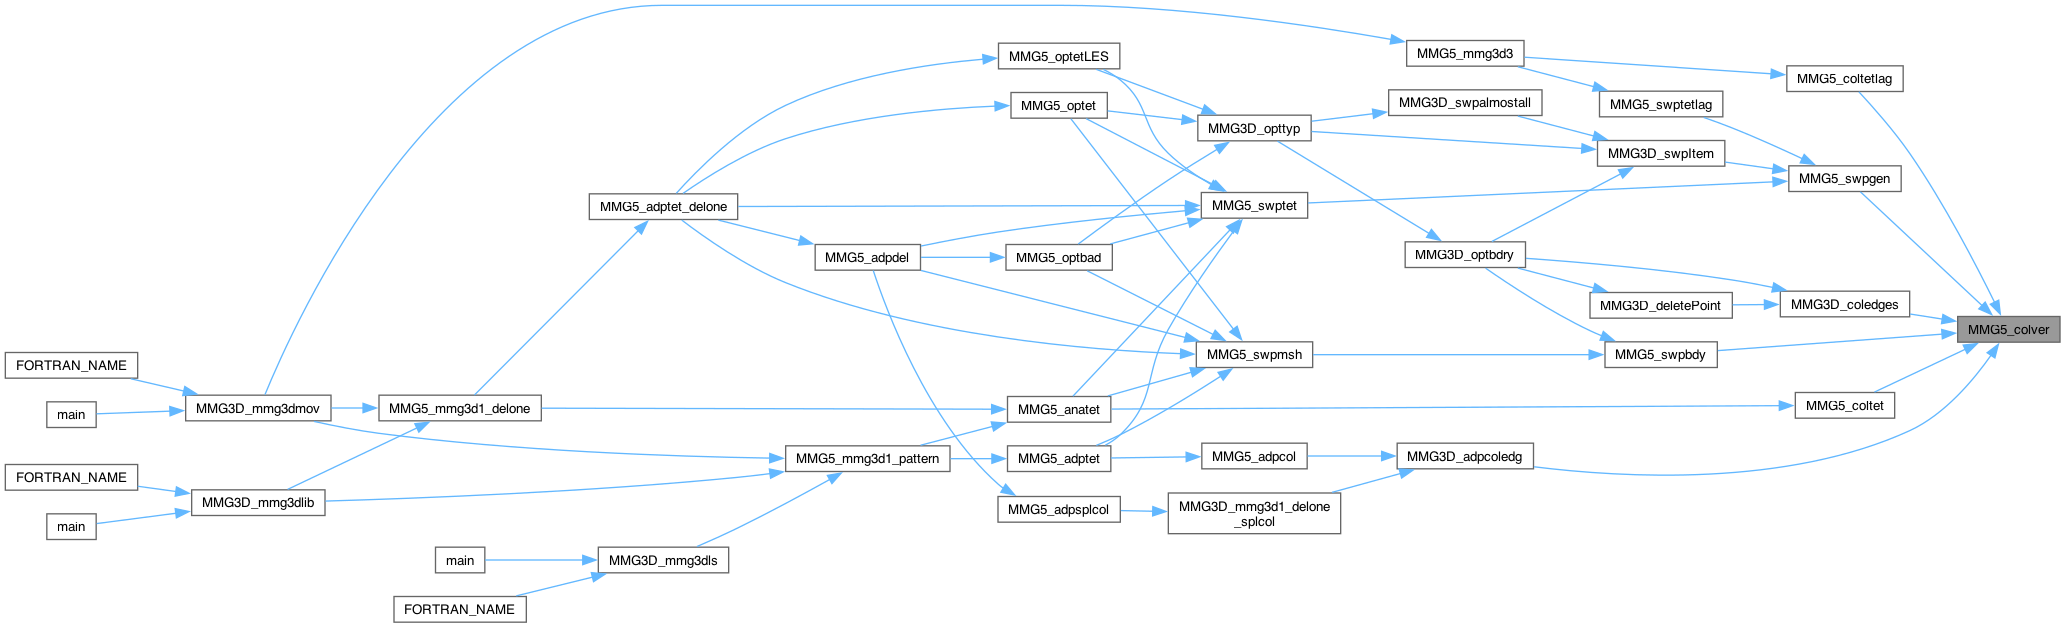 MMG5_mmg3d3
MMG5_optetLES
MMG5_coltetlag
MMG5_optet
MMG3D_swpalmostall
MMG5_swptetlag
MMG3D_opttyp
MMG3D_swpItem
MMG5_swpgen
MMG5_adptet_delone
MMG5_swptet
MMG5_adpdel
MMG5_optbad
MMG3D_optbdry
MMG3D_deletePoint
MMG3D_coledges
MMG5_colver
MMG5_swpmsh
MMG5_swpbdy
FORTRAN_NAME
main
MMG3D_mmg3dmov
MMG5_mmg3d1_delone
MMG5_anatet
MMG5_coltet
MMG5_mmg3d1_pattern
MMG5_adptet
MMG5_adpcol
MMG3D_adpcoledg
FORTRAN_NAME
main
MMG3D_mmg3dlib
MMG5_adpsplcol
MMG3D_mmg3d1_delone
_splcol
main
MMG3D_mmg3dls
FORTRAN_NAME